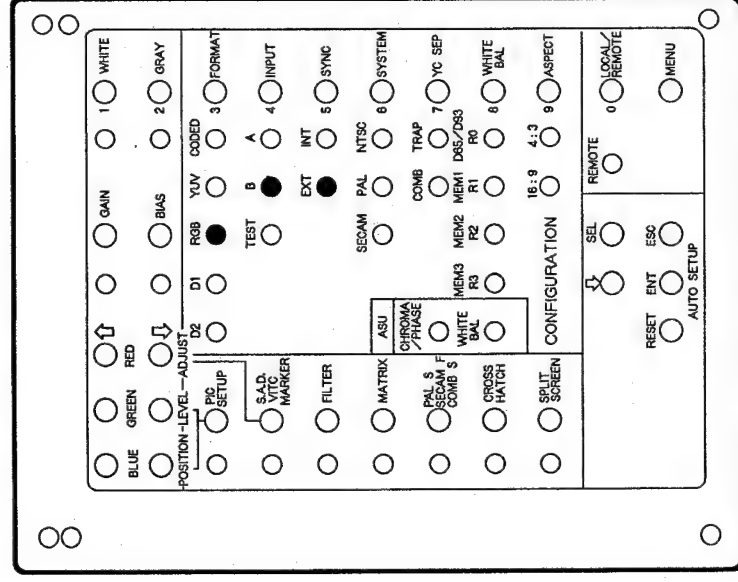 BLUE GREEN RED GAIN 1 WHITE
BIAS 2 GRAY
POSITION-LEVEL-ADJUST
PIC
SETUP
D2 D1 RGB YUV CODED 3 FORMAT
S.A.D.
VITC
MARKER
TEST B A 4 INPUT
FILTER
EXT INT 5 SYNC
MATRIX
ASU
SECAM PAL NTSC 6 SYSTEM
PAL S
SECAM F
COMB S
CHROMA
/PHASE
COMB TRAP 7 YC SEP
CROSS
HATCH
WHITE
BAL
MEM3 MEM2 MEM1 D65/D93
R3 R2 R1 R0
8 WHITE
BAL
SPLIT
SCREEN
CONFIGURATION
16:9 4:3 9 ASPECT
SEL
REMOTE
0 LOCAL/
REMOTE
RESET ENT ESC
MENU
AUTO SETUP